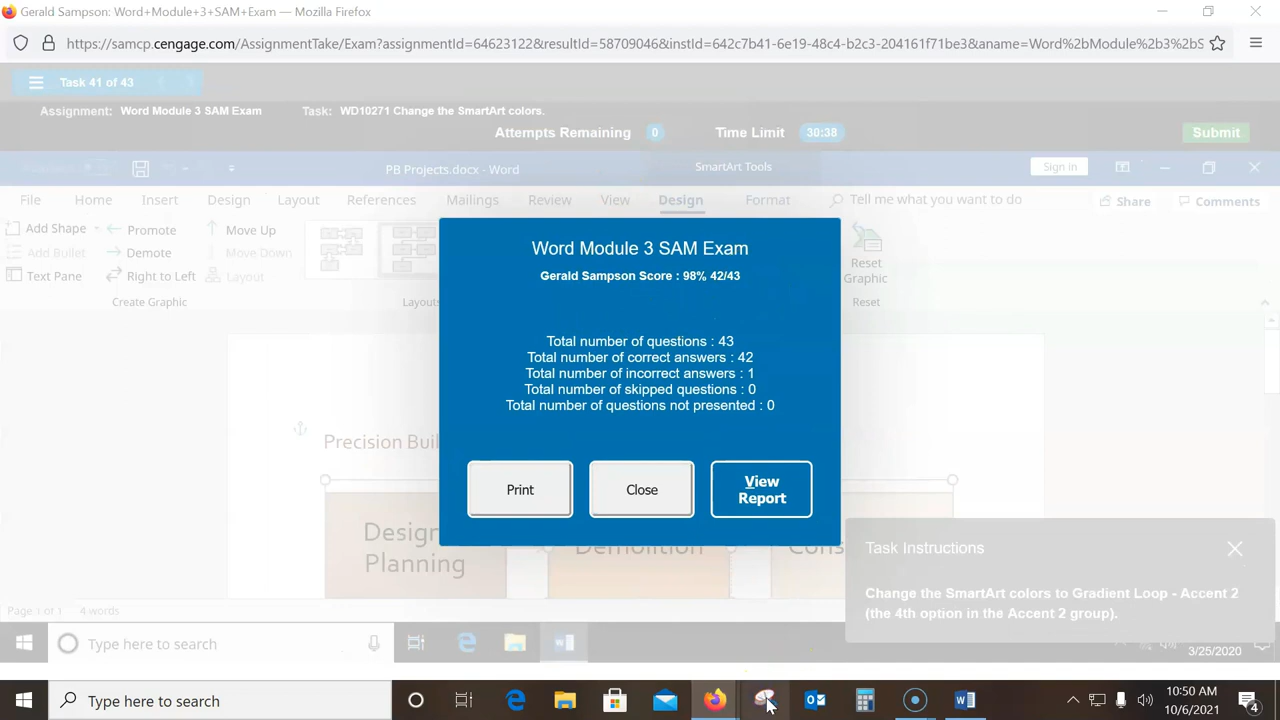 Gerald Sampson: Word+Module+3+SAM+Exam — Mozilla Firefox
https://samcp.cengage.com/AssignmentTake/Exam?assignmentId=64623122&resultId=58709046&instId=642c7b41-6e19-48c4-b2c3-204161f71be3&aname=Word%2bModule%2b3%2bS
Task 41 of 43
Assignment: Word Module 3 SAM Exam Task: WD10271 Change the SmartArt colors.
Attempts Remaining 0 Time Limit 30:38 Submit
PB Projects.docx - Word SmartArt Tools Sign in
File Home Insert Design Layout References Mailings Review View Design Format Tell me what you want to do Share Comments
Add Shape Promote Move Up
Add Bullet Demote Move Down
Text Pane Right to Left Layout
Reset
Graphic
Create Graphic Layouts Reset
Word Module 3 SAM Exam
Gerald Sampson Score : 98% 42/43
Total number of questions : 43
Total number of correct answers : 42
Total number of incorrect answers : 1
Total number of skipped questions : 0
Total number of questions not presented : 0
Print Close View
Report
Precision Buil
Design
Planning
Demolition
Cons
Task Instructions
Change the SmartArt colors to Gradient Loop - Accent 2
(the 4th option in the Accent 2 group).
Page 1 of 1 4 words
Type here to search
3/25/2020
Type here to search
10:50 AM
10/6/2021
4